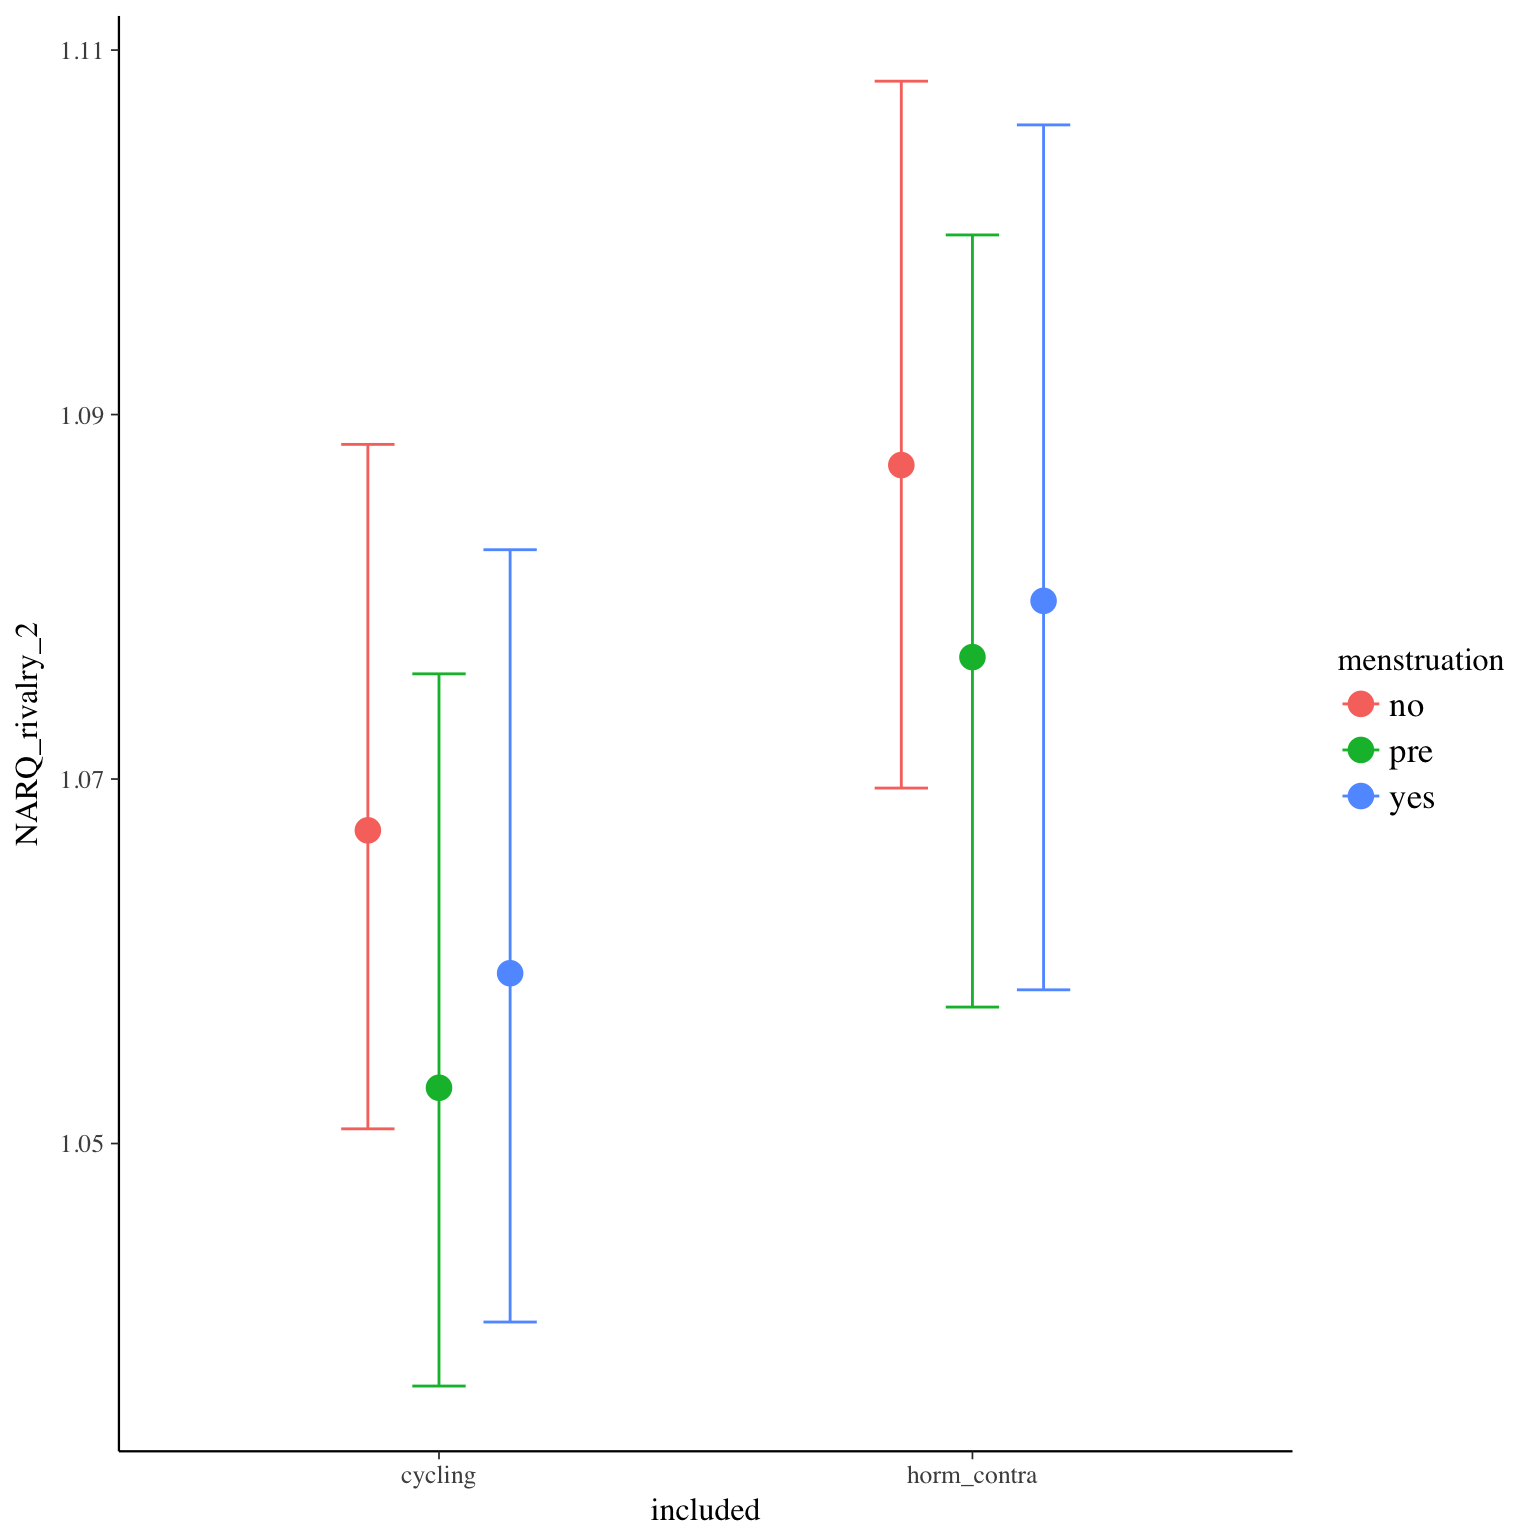 1.11
1.09
1.07
1.05
NARQ_rivalry_2
cycling
horm_contra
included
menstruation
no
pre
yes